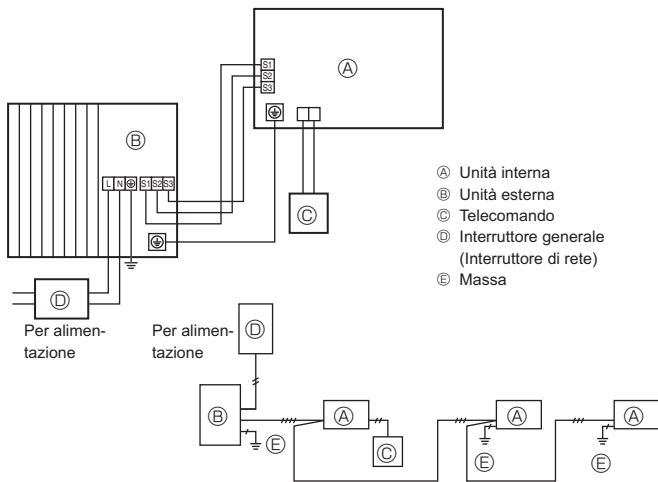 S1
S2
S3
Ⓐ
⏚
Ⓑ
L N ⏚ S1 S2 S3
⏚
Ⓒ
Ⓐ Unità interna
Ⓑ Unità esterna
Ⓒ Telecomando
Ⓓ Interruttore generale
(Interruttore di rete)
Ⓔ Massa
Ⓓ
Per alimen-
tazione
Per alimen-
tazione
Ⓓ
Ⓑ
Ⓔ
Ⓐ
Ⓒ
Ⓐ
Ⓔ
Ⓐ
Ⓔ